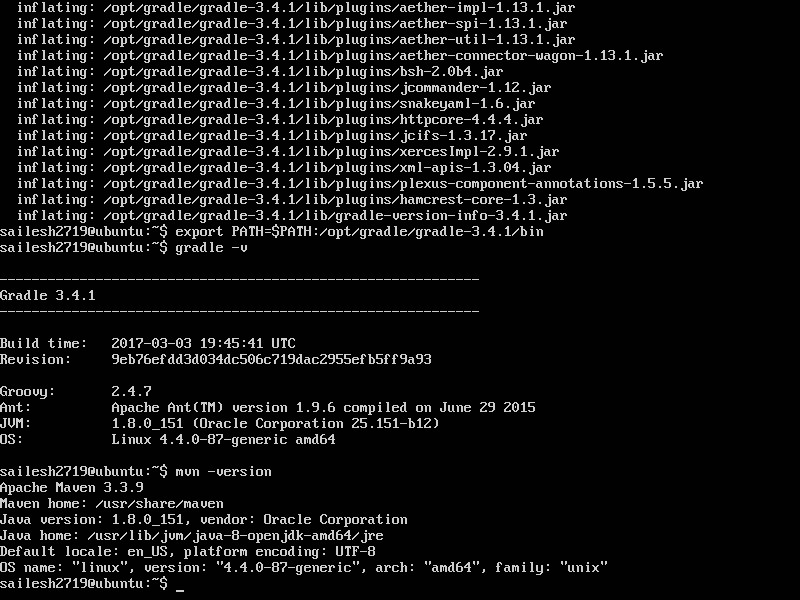 inflating: /opt/gradle/gradle-3.4.1/lib/plugins/aether-impl-1.13.1.jar
inflating: /opt/gradle/gradle-3.4.1/lib/plugins/aether-spi-1.13.1.jar
inflating: /opt/gradle/gradle-3.4.1/lib/plugins/aether-util-1.13.1.jar
inflating: /opt/gradle/gradle-3.4.1/lib/plugins/aether-connector-wagon-1.13.1.jar
inflating: /opt/gradle/gradle-3.4.1/lib/plugins/bsh-2.0b4.jar
inflating: /opt/gradle/gradle-3.4.1/lib/plugins/jcommander-1.12.jar
inflating: /opt/gradle/gradle-3.4.1/lib/plugins/snakeyaml-1.6.jar
inflating: /opt/gradle/gradle-3.4.1/lib/plugins/httpcore-4.4.4.jar
inflating: /opt/gradle/gradle-3.4.1/lib/plugins/jcifs-1.3.17.jar
inflating: /opt/gradle/gradle-3.4.1/lib/plugins/xercesImpl-2.9.1.jar
inflating: /opt/gradle/gradle-3.4.1/lib/plugins/xml-apis-1.3.04.jar
inflating: /opt/gradle/gradle-3.4.1/lib/plugins/plexus-component-annotations-1.5.5.jar
inflating: /opt/gradle/gradle-3.4.1/lib/plugins/hamcrest-core-1.3.jar
inflating: /opt/gradle/gradle-3.4.1/lib/gradle-version-info-3.4.1.jar
sailesh2719@ubuntu:~$ export PATH=$PATH:/opt/gradle/gradle-3.4.1/bin
sailesh2719@ubuntu:~$ gradle -v
------------------------------------------------------------
Gradle 3.4.1
------------------------------------------------------------
Build time:   2017-03-03 19:45:41 UTC
Revision:     9eb76efdd3d034dc506c719dac2955efb5ff9a93
Groovy:       2.4.7
Ant:          Apache Ant(TM) version 1.9.6 compiled on June 29 2015
JVM:          1.8.0_151 (Oracle Corporation 25.151-b12)
OS:           Linux 4.4.0-87-generic amd64
sailesh2719@ubuntu:~$ mvn -version
Apache Maven 3.3.9
Maven home: /usr/share/maven
Java version: 1.8.0_151, vendor: Oracle Corporation
Java home: /usr/lib/jvm/java-8-openjdk-amd64/jre
Default locale: en_US, platform encoding: UTF-8
OS name: "linux", version: "4.4.0-87-generic", arch: "amd64", family: "unix"
sailesh2719@ubuntu:~$ _